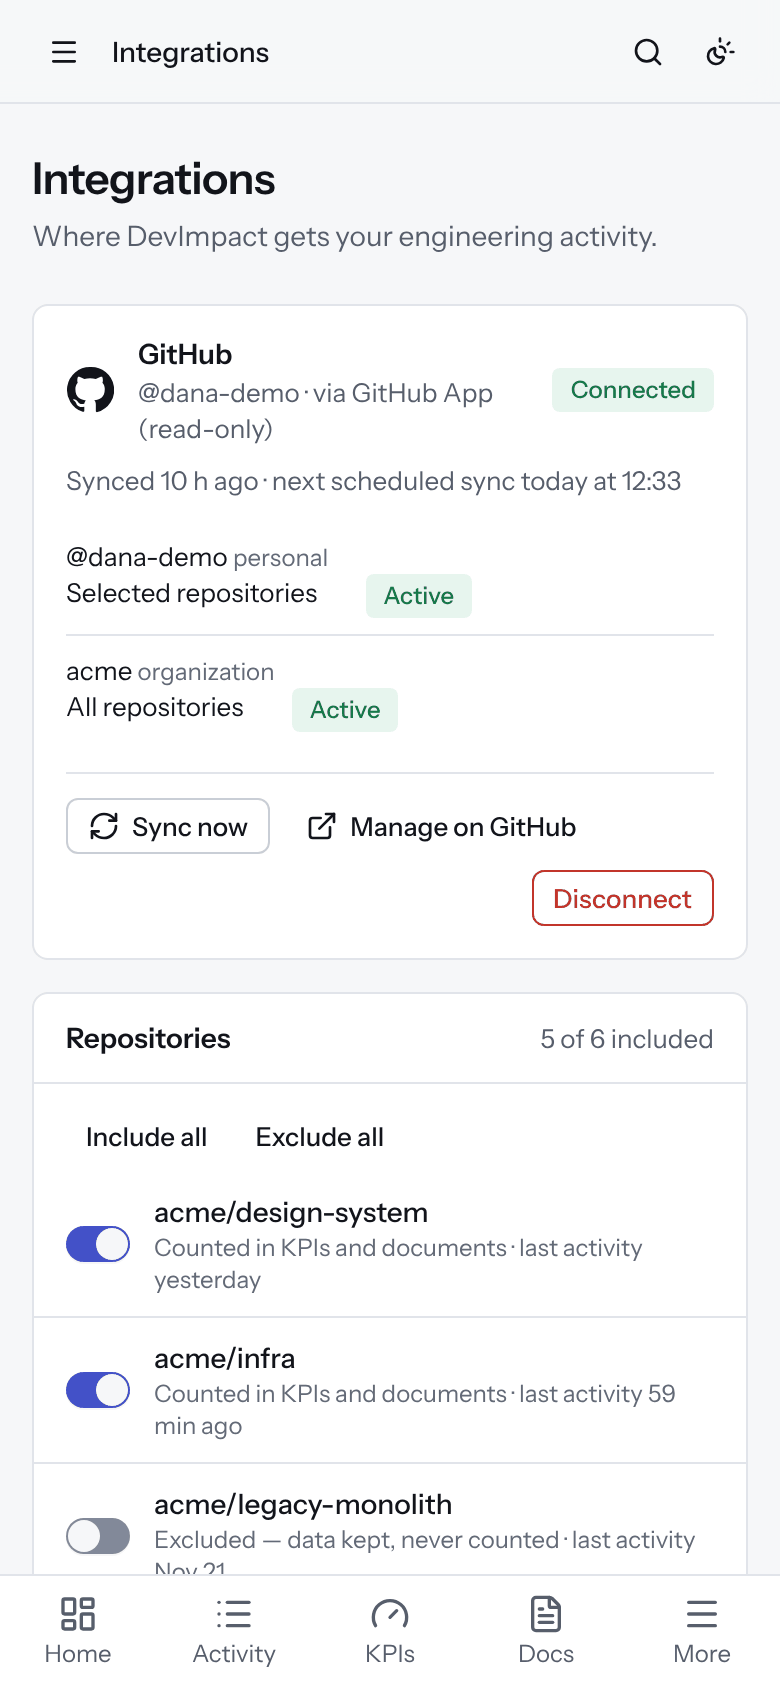 Integrations
Integrations
Where DevImpact gets your engineering activity.
GitHub
@dana-demo · via GitHub App
(read-only)
Connected
Synced 10 h ago · next scheduled sync today at 12:33
@dana-demo personal
Selected repositories
Active
acme organization
All repositories
Active
Sync now
Manage on GitHub
Disconnect
Repositories
5 of 6 included
Include all
Exclude all
acme/design-system
Counted in KPIs and documents · last activity
yesterday
acme/infra
Counted in KPIs and documents · last activity 59
min ago
acme/legacy-monolith
Excluded — data kept, never counted · last activity
Nov 21
Home
Activity
KPIs
Docs
More